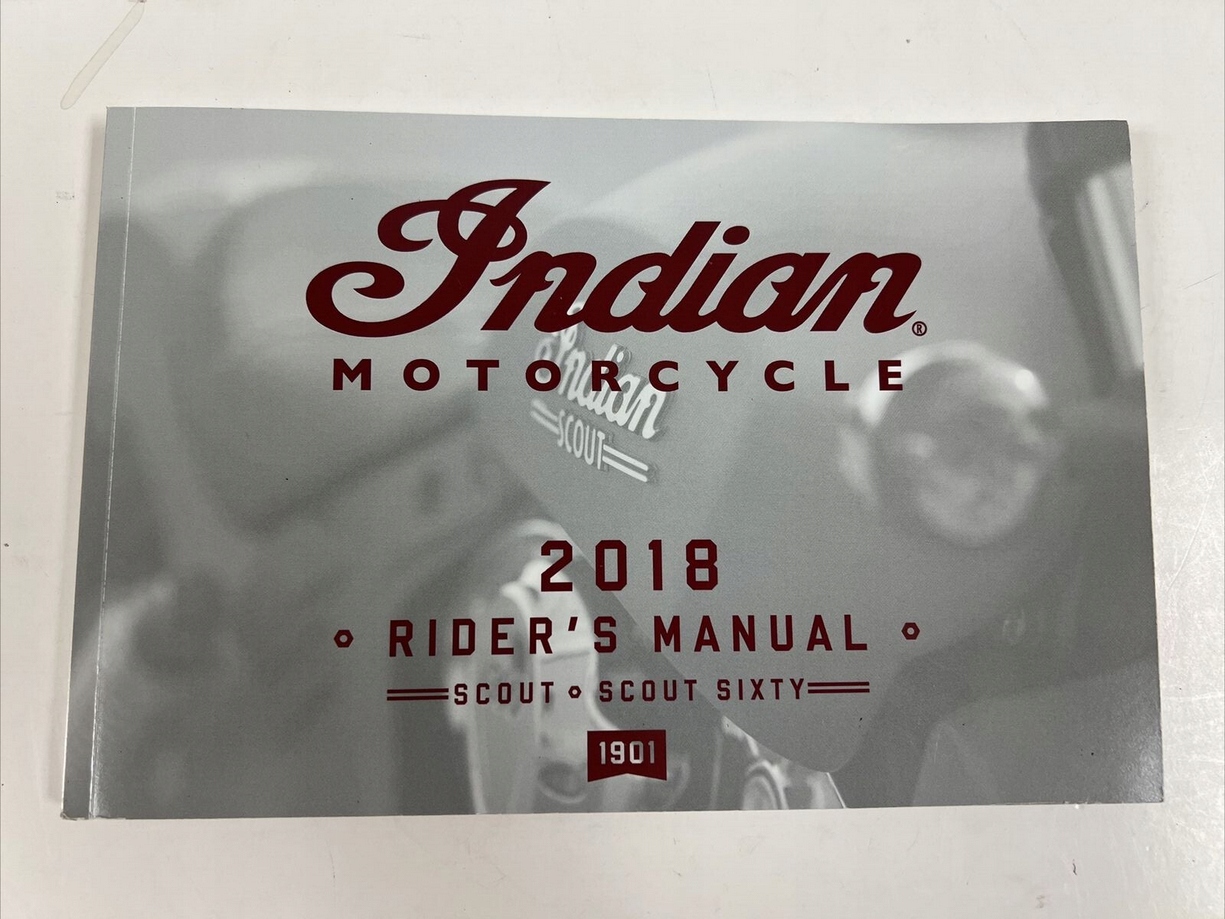 Indian®
MOTORCYCLE
Indian
SCOUT
2018
RIDER'S MANUAL
SCOUT SCOUT SIXTY
1901